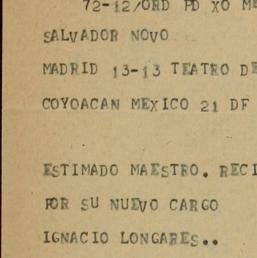 72-12/ORD PD XO ME
SALVADOR NOVO
MADRID 13-13 TEATRO DE
COYOACAN MEXICO 21 DF
ESTIMADO MAESTRO. RECI
POR SU NUEVO CARGO
IGNACIO LONGARES..